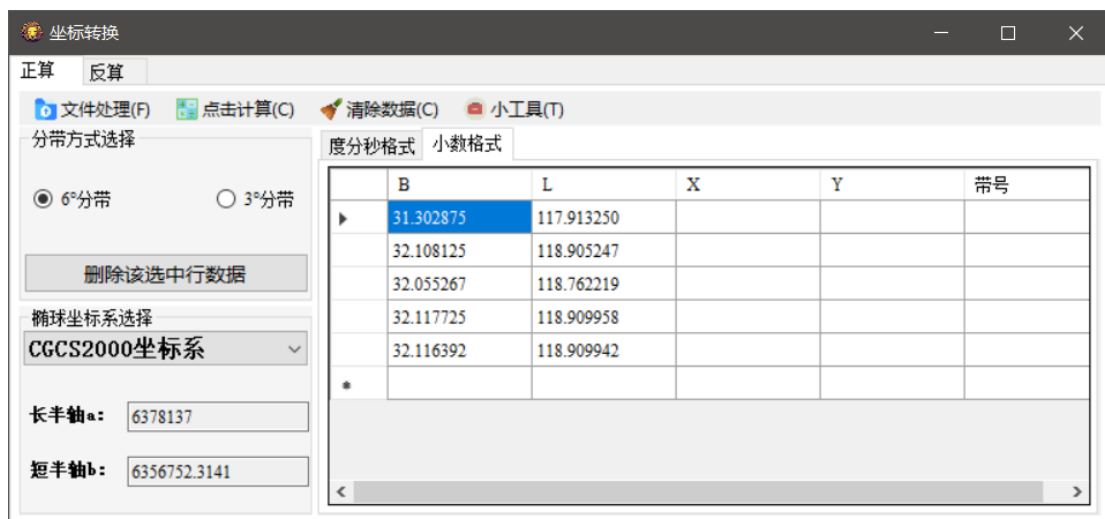 坐标转换
正算 反算
文件处理(F) 点击计算(C) 清除数据(C) 小工具(T)
分带方式选择
6°分带 3°分带
删除该选中行数据
椭球坐标系选择
CGCS2000坐标系
长半轴a: 6378137
短半轴b: 6356752.3141
度分秒格式 小数格式
B L X Y 带号
31.302875 117.913250
32.108125 118.905247
32.055267 118.762219
32.117725 118.909958
32.116392 118.909942